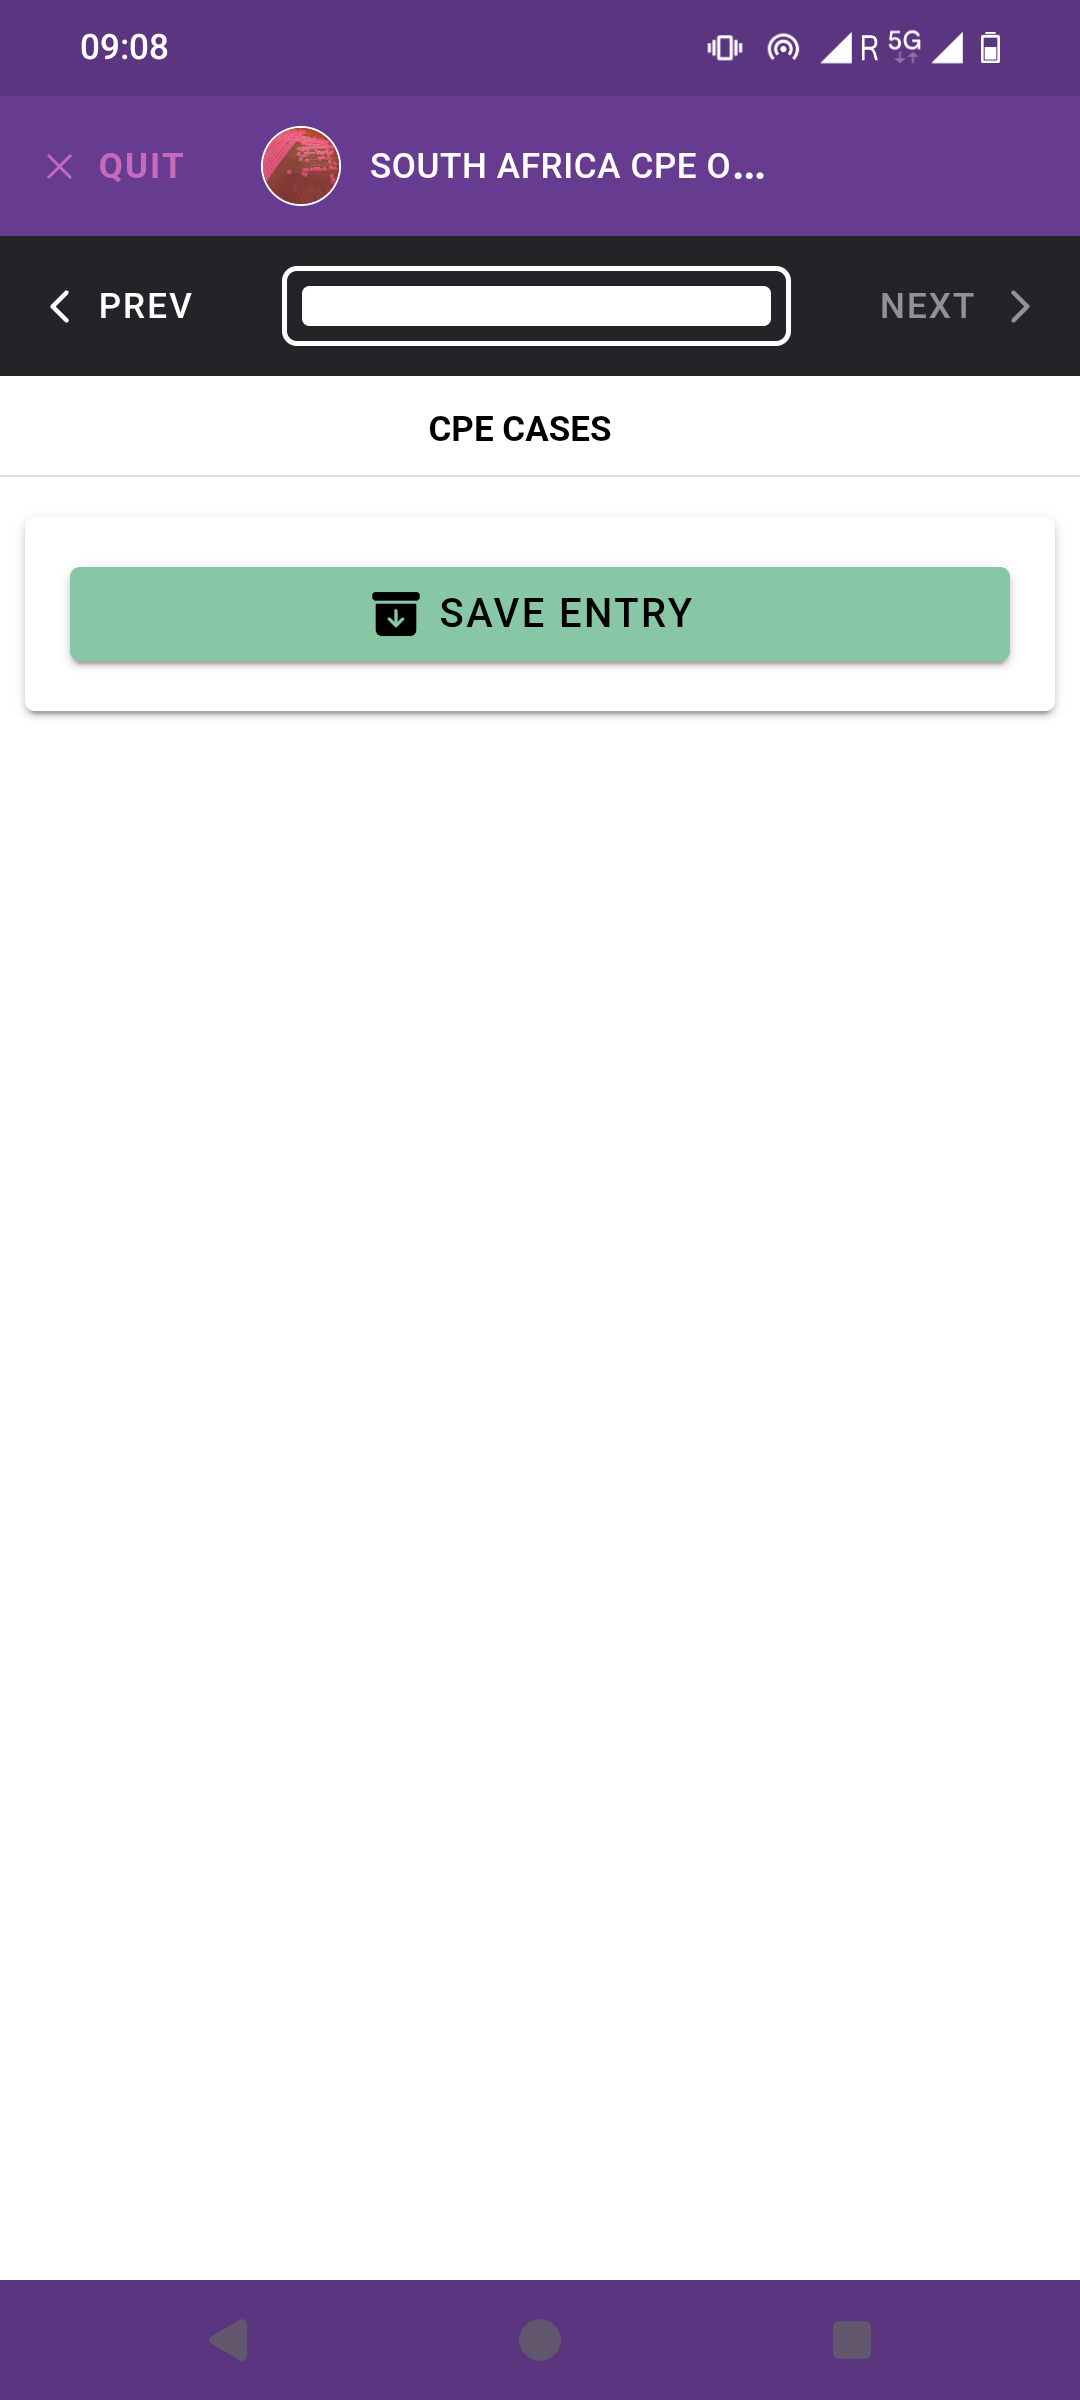 09:08
R 5G
QUIT
SOUTH AFRICA CPE O...
PREV
NEXT
CPE CASES
SAVE ENTRY